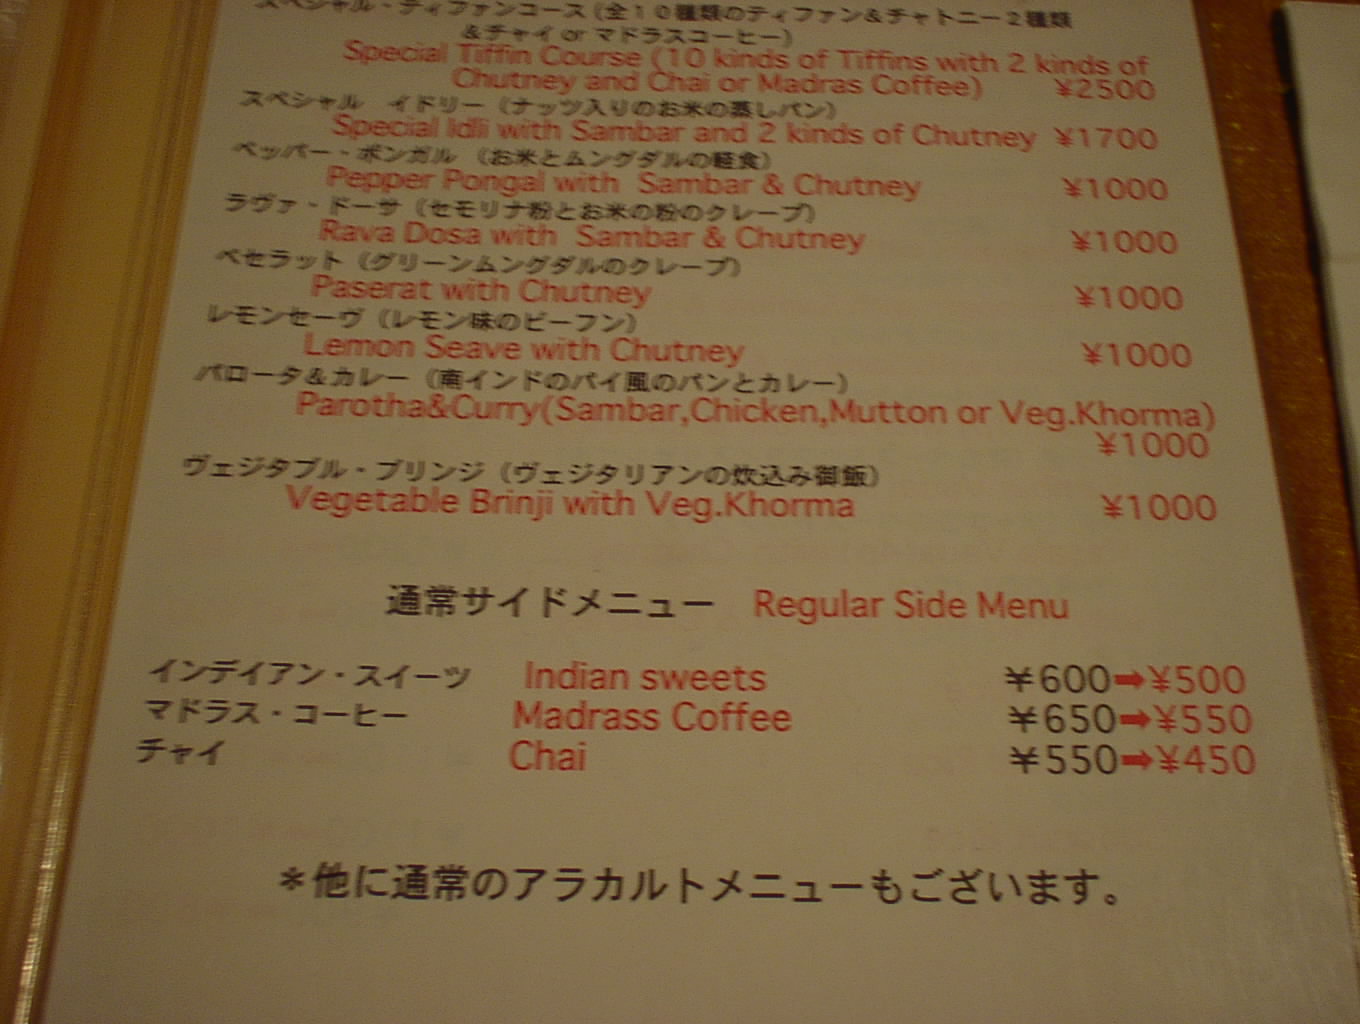 スペシャル・ティファンコース(全10種類のティファン&チャトニー2種類
&チャイ or マドラスコーヒー)
Special Tiffin Course (10 kinds of Tiffins with 2 kinds of
Chutney and Chai or Madras Coffee) ¥2500
スペシャル イドリー(ナッツ入りのお米の蒸しパン)
Special Idli with Sambar and 2 kinds of Chutney ¥1700
ペッパー・ポンガル(お米とムングダルの軽食)
Pepper Pongal with Sambar & Chutney ¥1000
ラヴァ・ドーサ(セモリナ粉とお米の粉のクレープ)
Rava Dosa with Sambar & Chutney ¥1000
ペセラット(グリーンムングダルのクレープ)
Paserat with Chutney ¥1000
レモンセーヴ(レモン味のビーフン)
Lemon Seave with Chutney ¥1000
パロータ&カレー(南インドのパイ風のパンとカレー)
Parotha&Curry(Sambar,Chicken,Mutton or Veg.Khorma)
¥1000
ヴェジタブル・ブリンジ(ヴェジタリアンの炊込み御飯)
Vegetable Brinji with Veg.Khorma ¥1000
通常サイドメニュー Regular Side Menu
インデイアン・スイーツ Indian sweets ¥600➡¥500
マドラス・コーヒー Madrass Coffee ¥650➡¥550
チャイ Chai ¥550➡¥450
*他に通常のアラカルトメニューもございます。